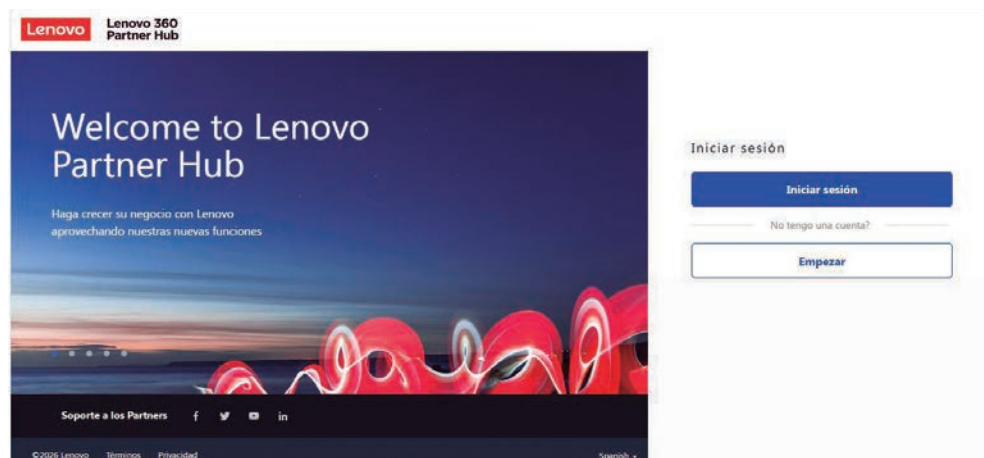 Lenovo
Lenovo 360
Partner Hub
Welcome to Lenovo
Partner Hub
Haga crecer su negocio con Lenovo
aprovechando nuestras nuevas funciones
Soporte a los Partners
f
in
©2026 Lenovo Términos Privacidad
Spanish
Iniciar sesión
Iniciar sesión
No tengo una cuenta?
Empezar